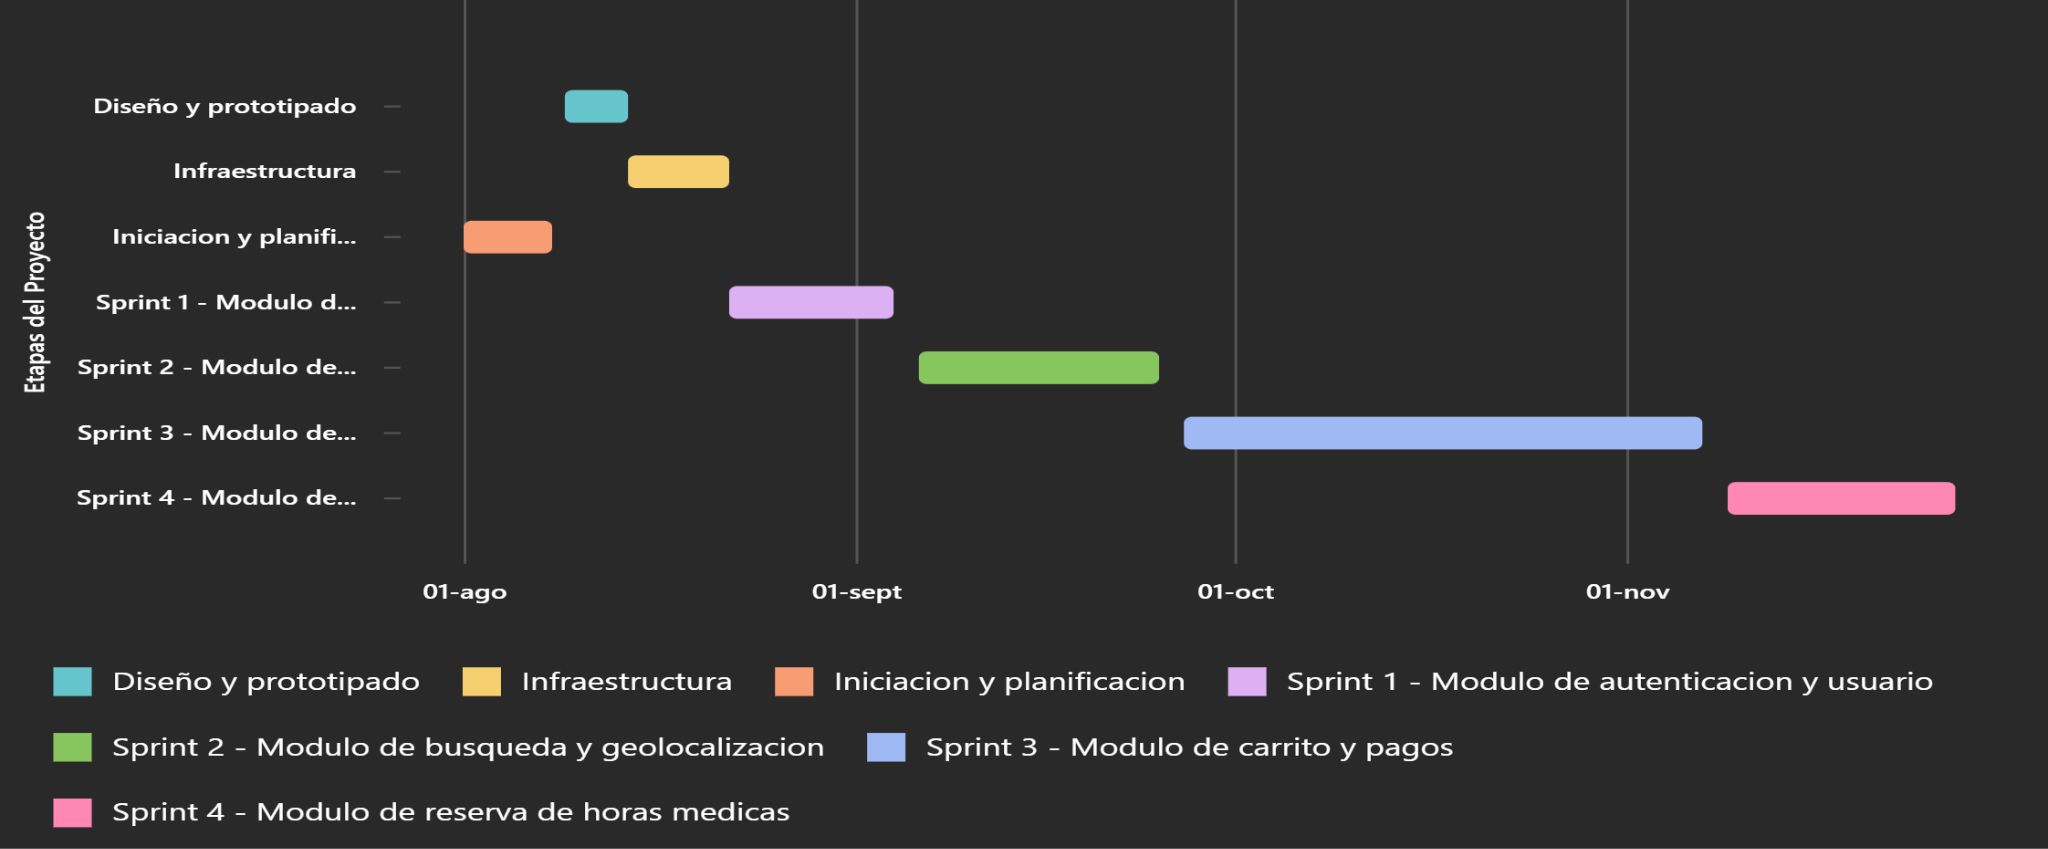 Etapas del Proyecto
Diseño y prototipado
Infraestructura
Iniciacion y planifi...
Sprint 1 - Modulo d...
Sprint 2 - Modulo de...
Sprint 3 - Modulo de...
Sprint 4 - Modulo de...
01-ago 01-sept 01-oct 01-nov
Diseño y prototipado Infraestructura Iniciacion y planificacion Sprint 1 - Modulo de autenticacion y usuario
Sprint 2 - Modulo de busqueda y geolocalizacion Sprint 3 - Modulo de carrito y pagos
Sprint 4 - Modulo de reserva de horas medicas